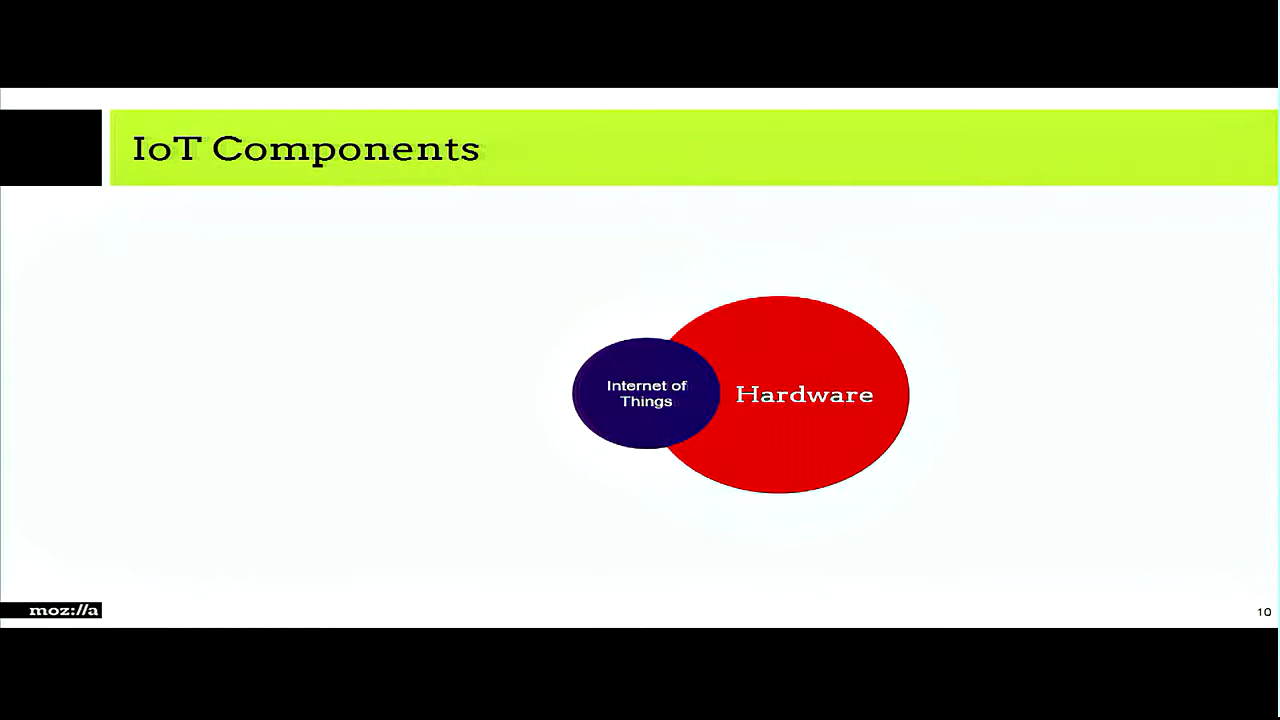 IoT Components
Internet of
Things
Hardware
moz://a
10